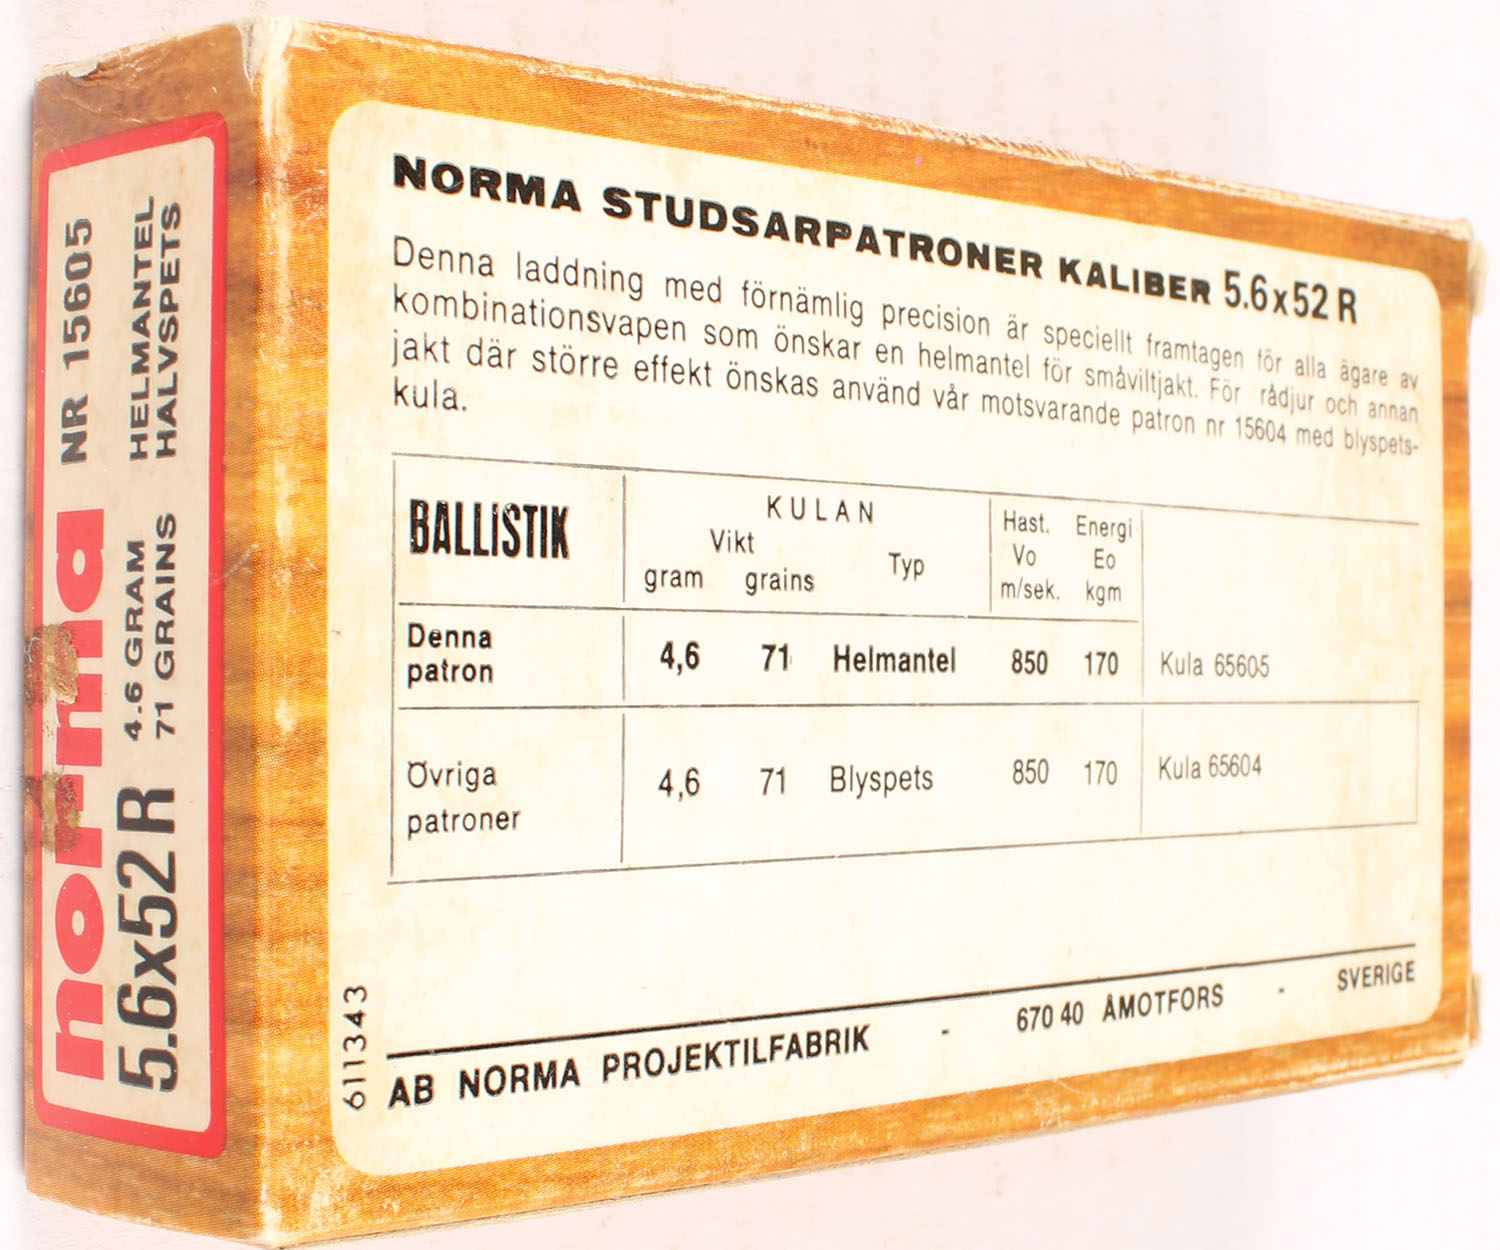 norma NR 15605
5.6x52 R 4.6 GRAM HELMANTEL
71 GRAINS HALVSPETS
NORMA STUDSARPATRONER KALIBER 5.6x52 R
Denna laddning med förnämlig precision är speciellt framtagen för alla ägare av
kombinationsvapen som önskar en helmantel för småviltjakt. För rådjur och annan
jakt där större effekt önskas använd vår motsvarande patron nr 15604 med blyspets-
kula.
BALLISTIK
KULAN
Vikt
gram grains Typ
Hast. Energi
Vo Eo
m/sek. kgm
Denna
patron 4,6 71 Helmantel 850 170 Kula 65605
Övriga
patroner 4,6 71 Blyspets 850 170 Kula 65604
611343
AB NORMA PROJEKTILFABRIK - 670 40 ÅMOTFORS - SVERIGE